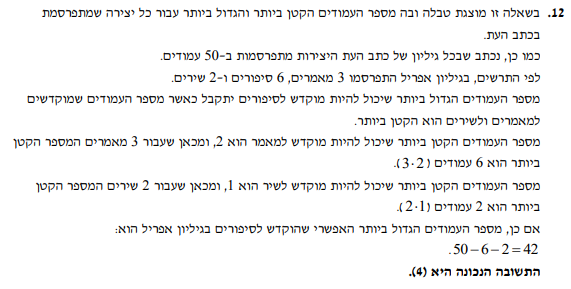 12. בשאלה זו מוצגת טבלה ובה מספר העמודים הקטן ביותר והגדול ביותר עבור כל יצירה שמתפרסמת
בכתב העת.
כמו כן, נכתב שבכל גיליון של כתב העת היצירות מתפרסמות ב-50 עמודים.
לפי התרשים, בגיליון אפריל התפרסמו 3 מאמרים, 6 סיפורים ו-2 שירים.
מספר העמודים הגדול ביותר שיכול להיות מוקדש לסיפורים יתקבל כאשר מספר העמודים שמוקדשים
למאמרים ולשירים הוא הקטן ביותר.
מספר העמודים הקטן ביותר שיכול להיות מוקדש למאמר הוא 2, ומכאן שעבור 3 מאמרים המספר הקטן
ביותר הוא 6 עמודים (3·2).
מספר העמודים הקטן ביותר שיכול להיות מוקדש לשיר הוא 1, ומכאן שעבור 2 שירים המספר הקטן
ביותר הוא 2 עמודים (2·1).
אם כן, מספר העמודים הגדול ביותר האפשרי שהוקדש לסיפורים בגיליון אפריל הוא:
50 – 6 – 2 = 42.
התשובה הנכונה היא (4).